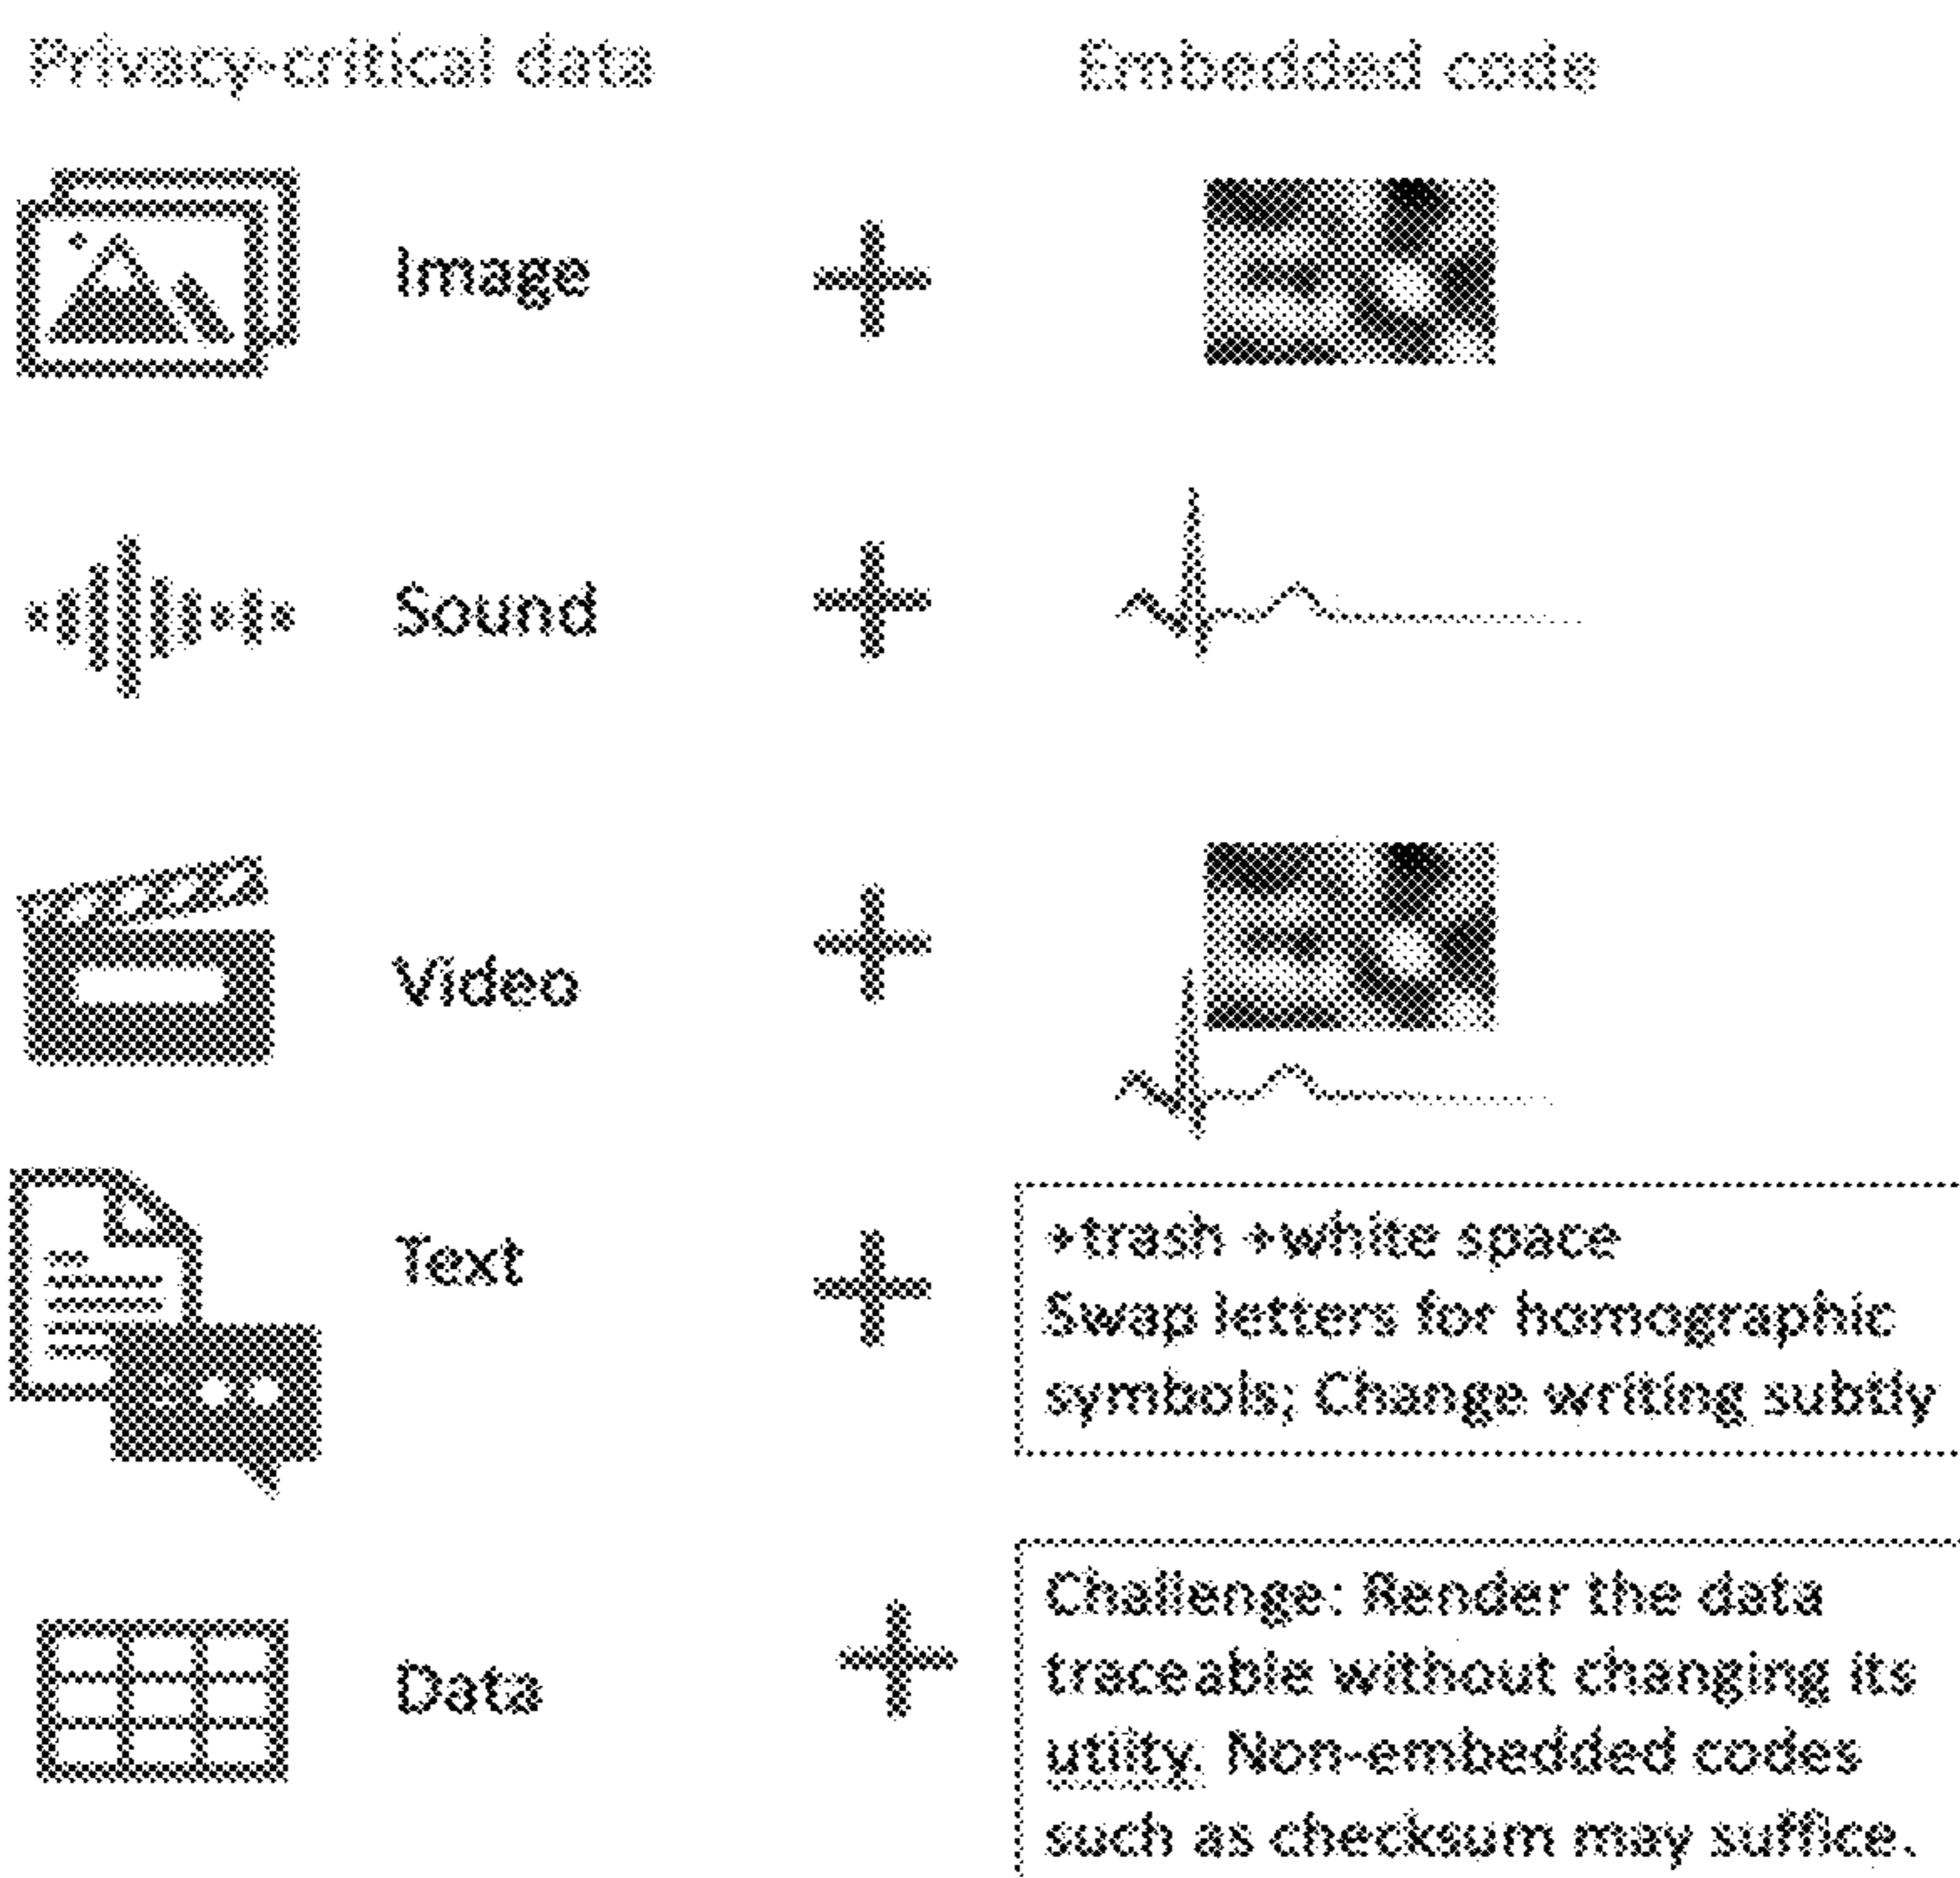 Privacy-critical data
Embedded code
Image
Sound
Video
Text
+trash +white space
Swap letters for homographic
symbols; Change writing subtly
Data
Challenge: Render the data
traceable without changing its
utility. Non-embedded codes
such as checksum may suffice.